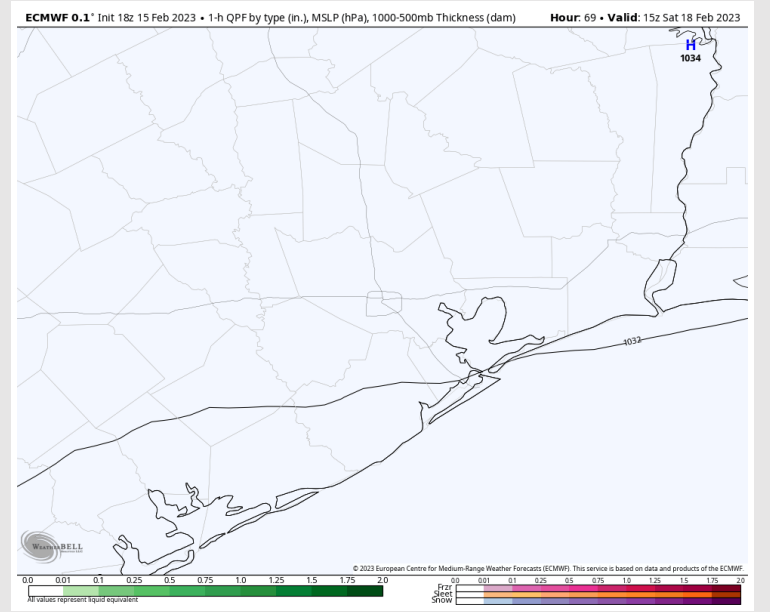 ECMWF 0.1° Init 18z 15 Feb 2023 • 1-h QPF by type (in.), MSLP (hPa), 1000-500mb Thickness (dam) Hour: 69 • Valid: 15z Sat 18 Feb 2023
H
1034
1032
WEATHERBELL
© 2023 European Centre for Medium-Range Weather Forecasts (ECMWF). This service is based on data and products of the ECMWF.
0.0 0.01 0.1 0.25 0.5 0.75 1.0 1.25 1.5 1.75 2.0
All values represent liquid equivalent
0.0 0.01 0.1 0.25 0.5 0.75 1.0 1.25 1.5 1.75 2.0
Frzr
Sleet
Snow